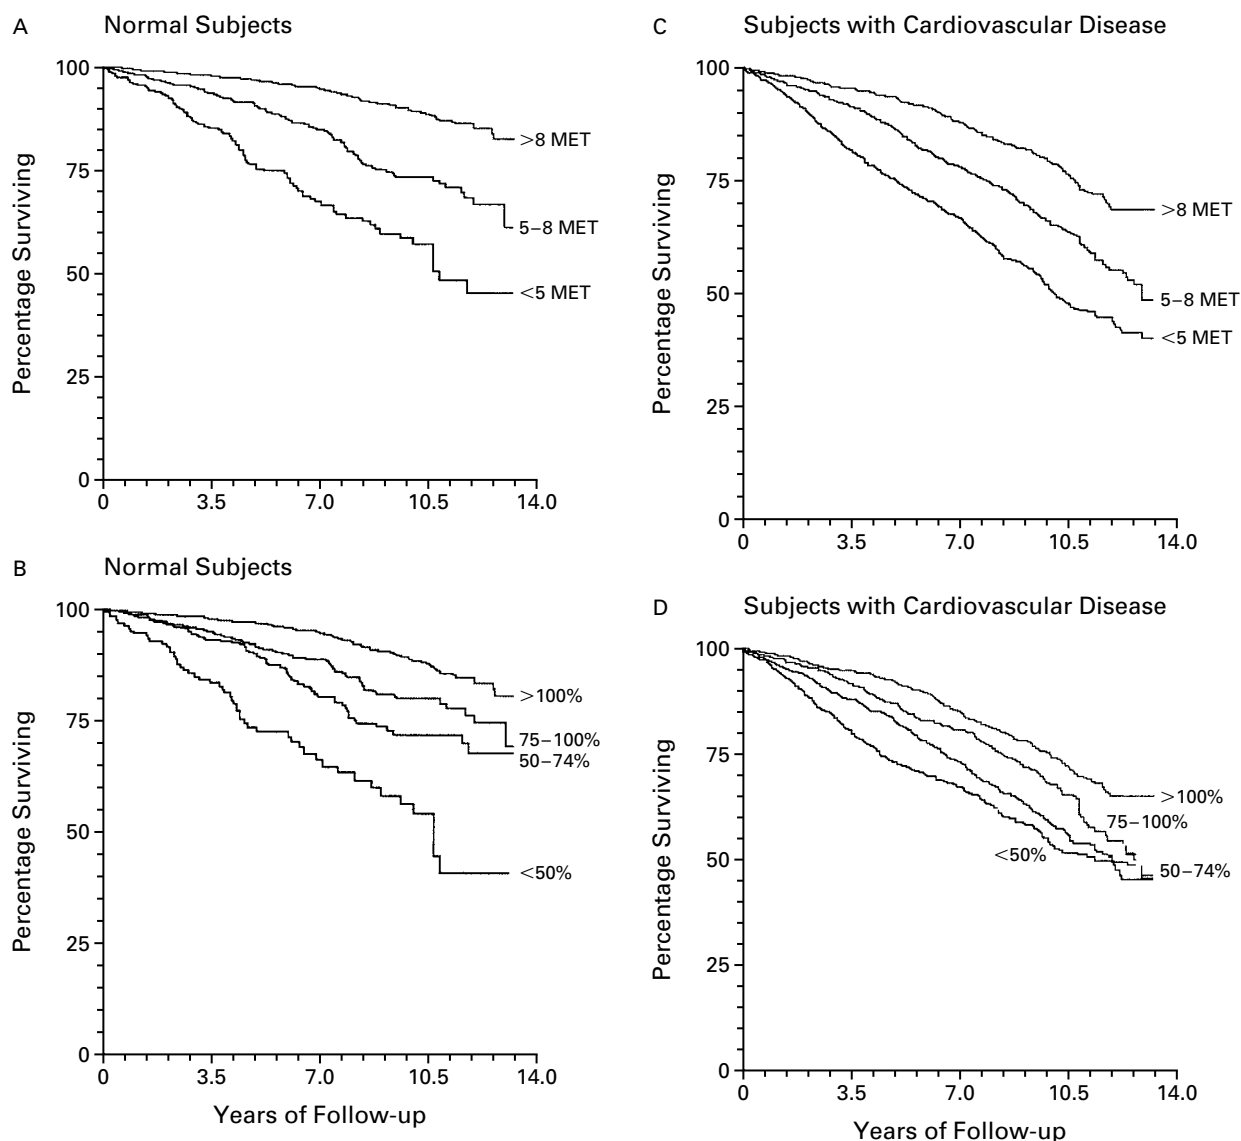 A Normal Subjects
Percentage Surviving
100
75
50
25
0
>8 MET
5–8 MET
<5 MET
0 3.5 7.0 10.5 14.0
B Normal Subjects
Percentage Surviving
100
75
50
25
0
>100%
75–100%
50–74%
<50%
0 3.5 7.0 10.5 14.0
Years of Follow-up
C Subjects with Cardiovascular Disease
Percentage Surviving
100
75
50
25
0
>8 MET
5–8 MET
<5 MET
0 3.5 7.0 10.5 14.0
D Subjects with Cardiovascular Disease
Percentage Surviving
100
75
50
25
0
>100%
75–100%
<50%
50–74%
0 3.5 7.0 10.5 14.0
Years of Follow-up